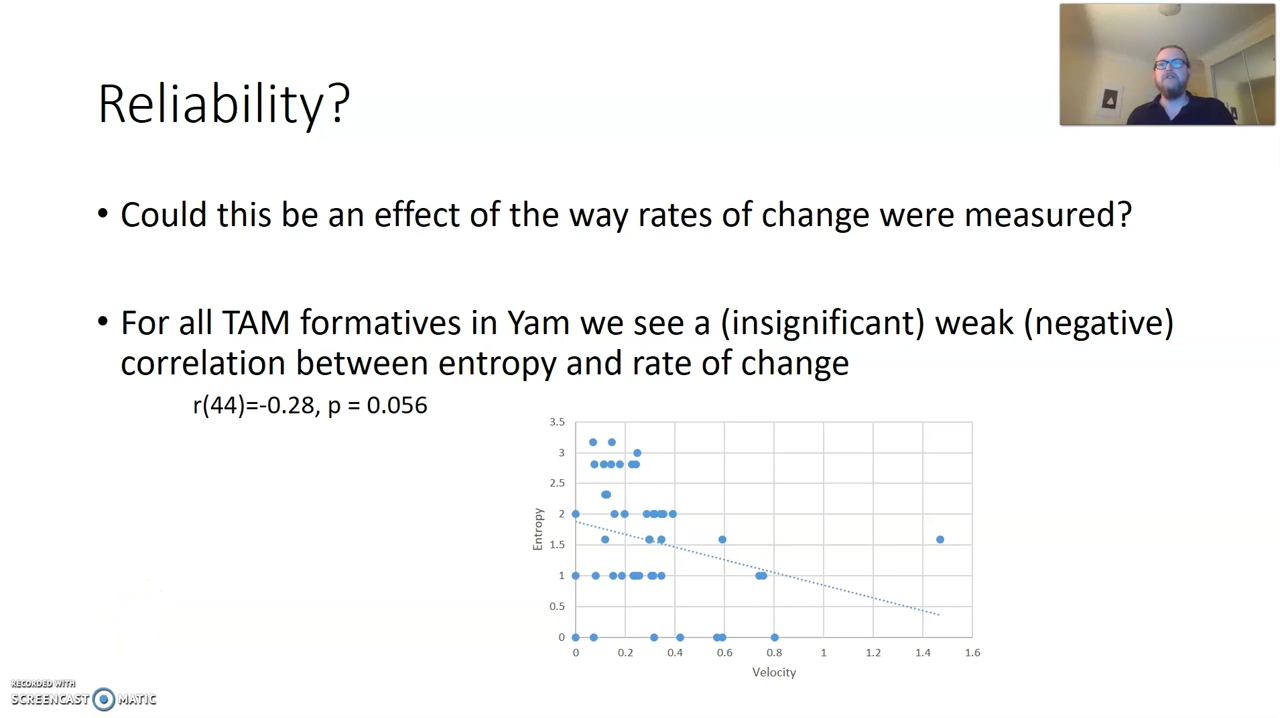 Reliability?
• Could this be an effect of the way rates of change were measured?
• For all TAM formatives in Yam we see a (insignificant) weak (negative)
correlation between entropy and rate of change
r(44)=-0.28, p = 0.056
3.5
3
2.5
2
1.5
1
0.5
0
Entropy
0 0.2 0.4 0.6 0.8 1 1.2 1.4 1.6
Velocity
RECORDED WITH
SCREENCAST MATIC